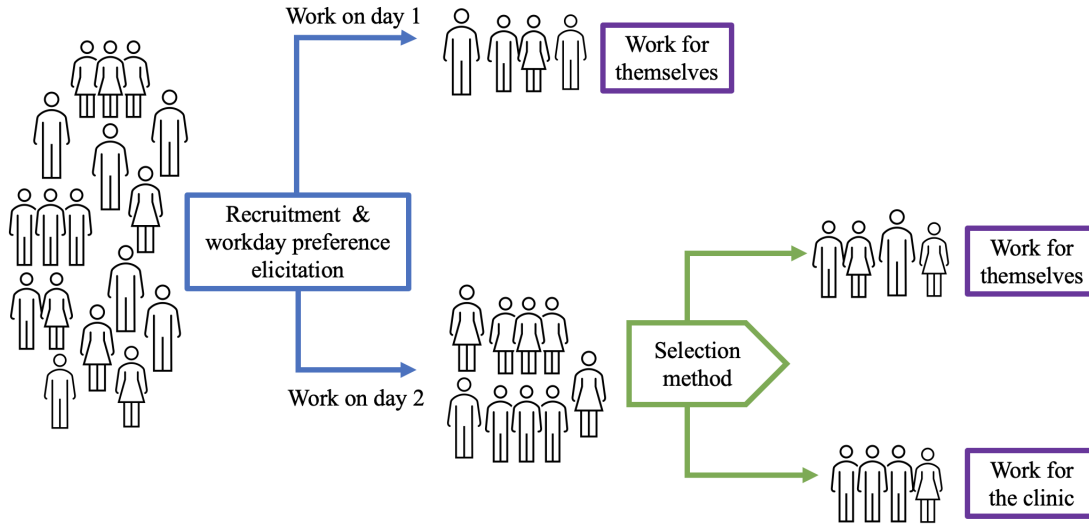 Work on day 1
Work for
themselves
Recruitment &
workday preference
elicitation
Work for
themselves
Selection
method
Work on day 2
Work for
the clinic